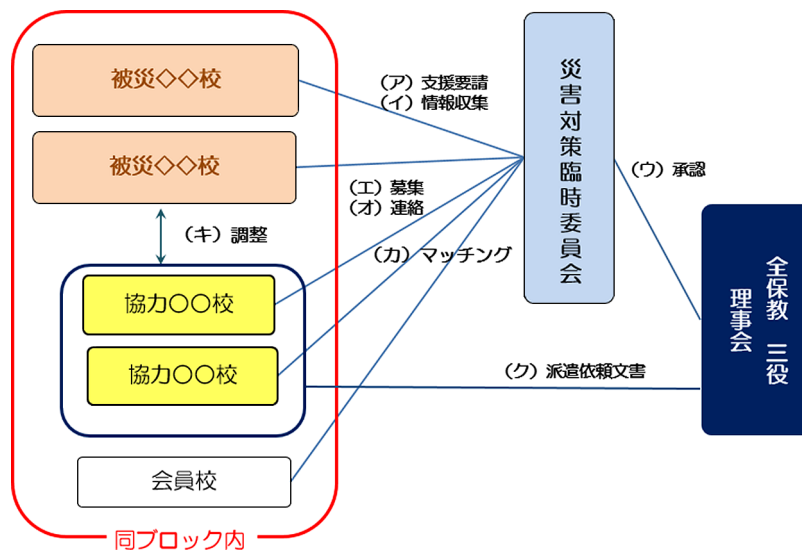 被災◇◇校
被災◇◇校
(ア) 支援要請
(イ) 情報収集
(エ) 募集
(オ) 連絡
(カ) マッチング
(キ) 調整
協力〇〇校
協力〇〇校
会員校
同ブロック内
災害対策臨時委員会
(ウ) 承認
(ク) 派遣依頼文書
全保教 三役
理事会